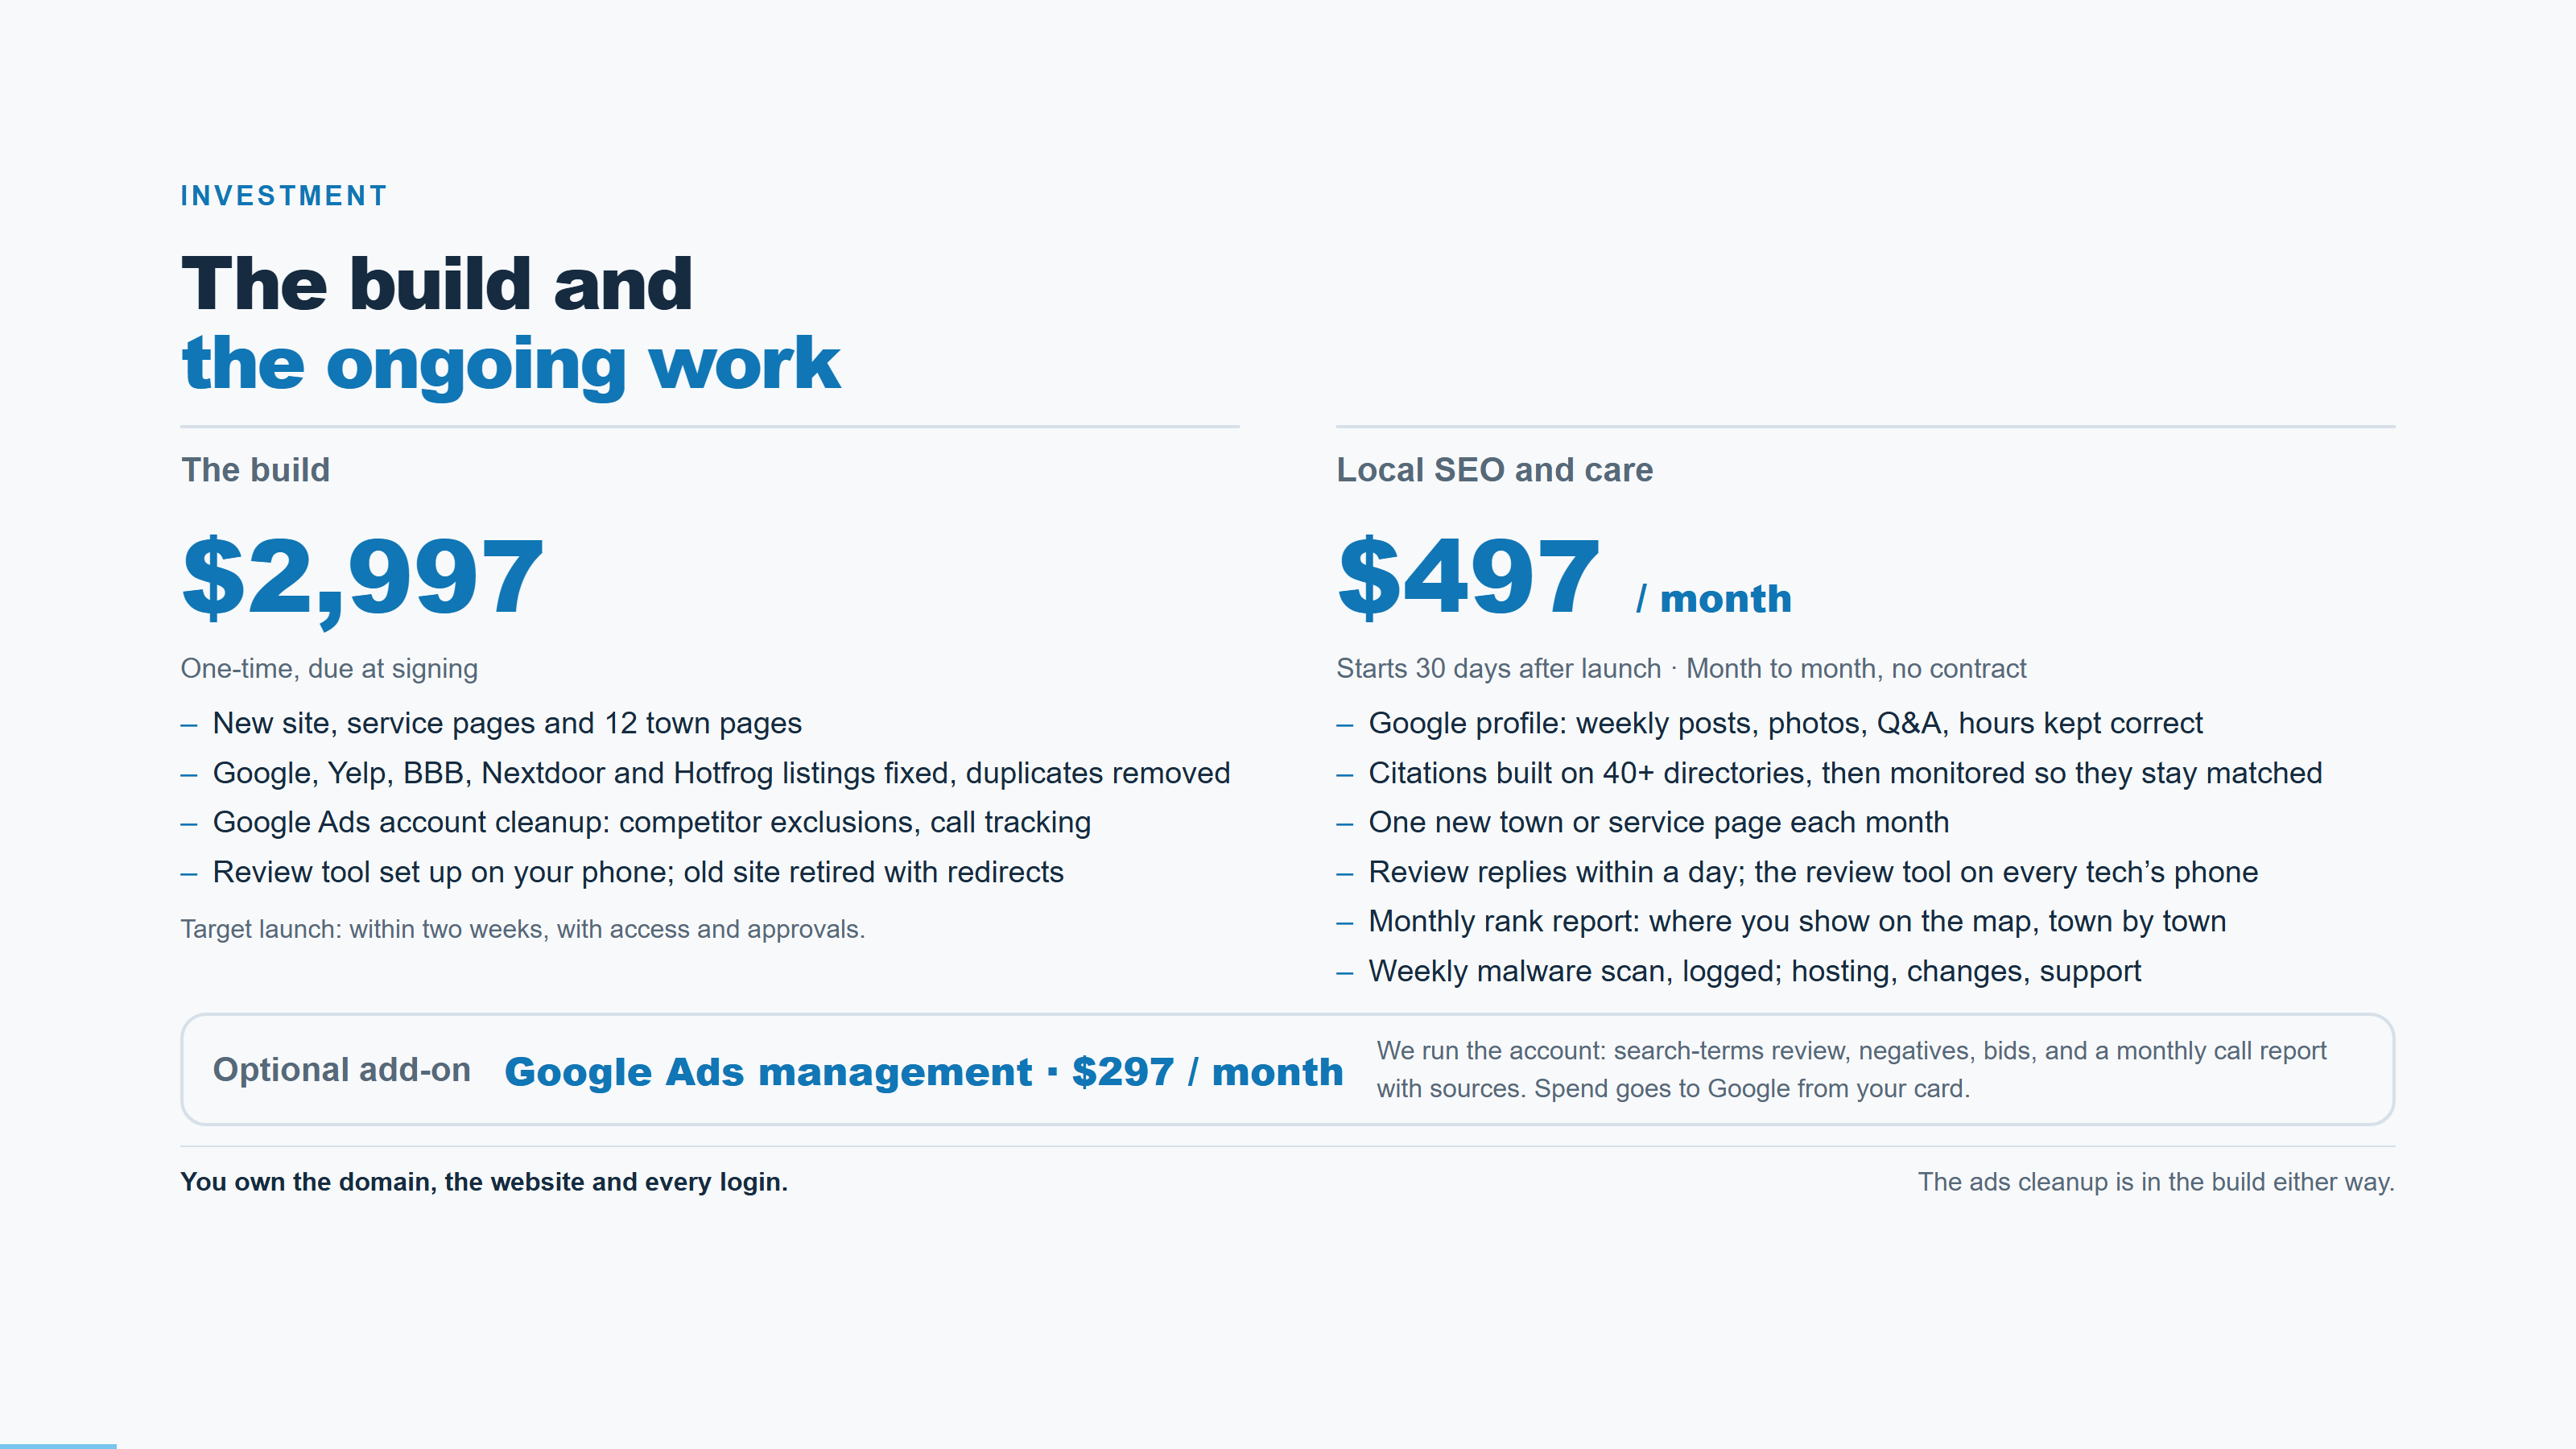 INVESTMENT
The build and
the ongoing work
The build
$2,997
One-time, due at signing
– New site, service pages and 12 town pages
– Google, Yelp, BBB, Nextdoor and Hotfrog listings fixed, duplicates removed
– Google Ads account cleanup: competitor exclusions, call tracking
– Review tool set up on your phone; old site retired with redirects
Target launch: within two weeks, with access and approvals.
Local SEO and care
$497 / month
Starts 30 days after launch · Month to month, no contract
– Google profile: weekly posts, photos, Q&A, hours kept correct
– Citations built on 40+ directories, then monitored so they stay matched
– One new town or service page each month
– Review replies within a day; the review tool on every tech’s phone
– Monthly rank report: where you show on the map, town by town
– Weekly malware scan, logged; hosting, changes, support
Optional add-on Google Ads management · $297 / month
We run the account: search-terms review, negatives, bids, and a monthly call report
with sources. Spend goes to Google from your card.
You own the domain, the website and every login.
The ads cleanup is in the build either way.